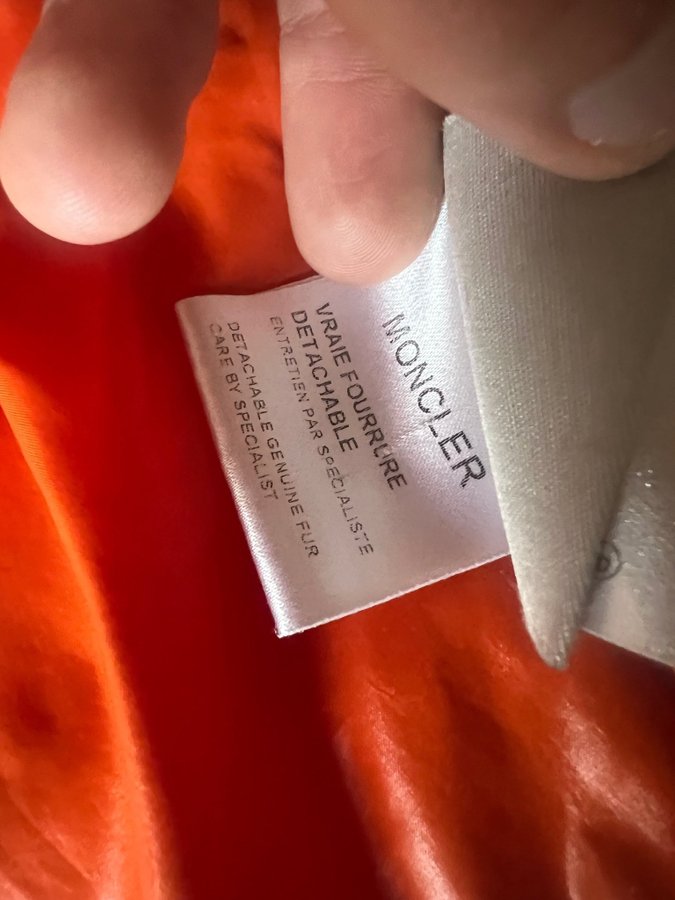 MONCLER
VRAIE FOURRURE
DETACHABLE
ENTRETIEN PAR SPECIALISTE
DETACHABLE GENUINE FUR
CARE BY SPECIALIST